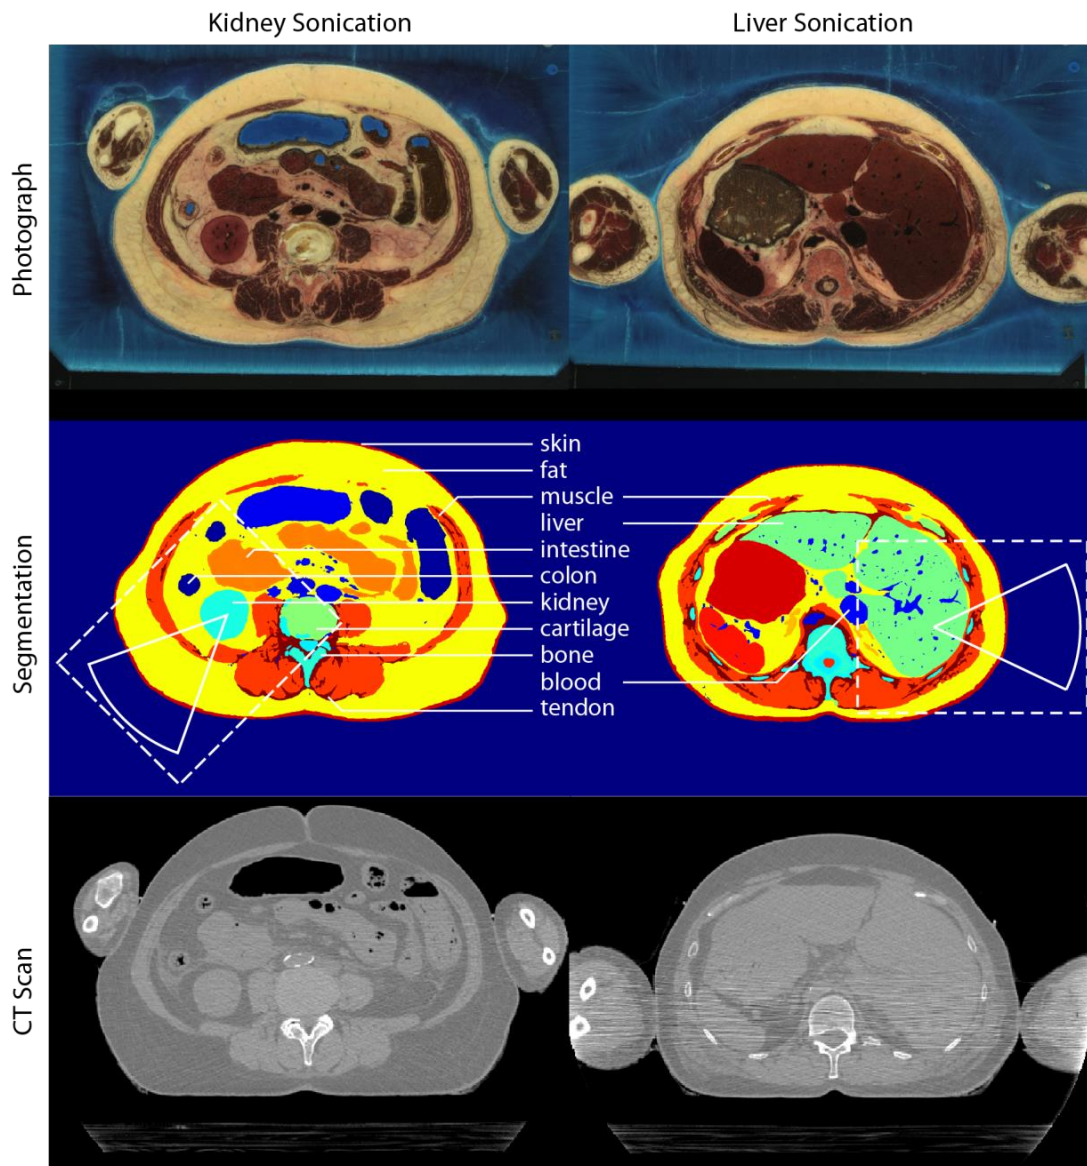 Kidney Sonication
Liver Sonication
Photograph
skin
fat
muscle
liver
intestine
colon
kidney
cartilage
bone
blood
tendon
Segmentation
CT Scan